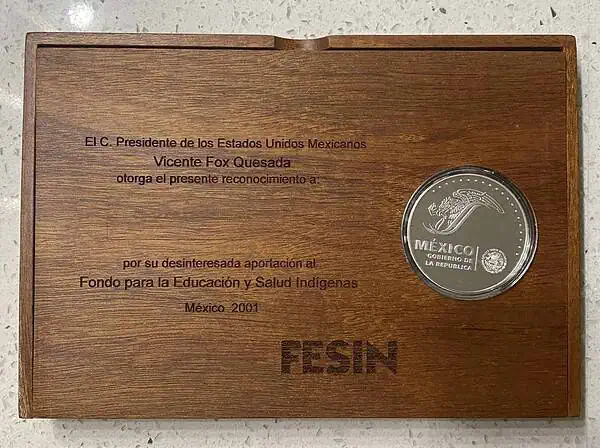 El C. Presidente de los Estados Unidos Mexicanos
Vicente Fox Quesada
otorga el presente reconocimiento a:
por su desinteresada aportación al
Fondo para la Educación y Salud Indígenas
México 2001
FESIN
MÉXICO
GOBIERNO DE
LA REPUBLICA